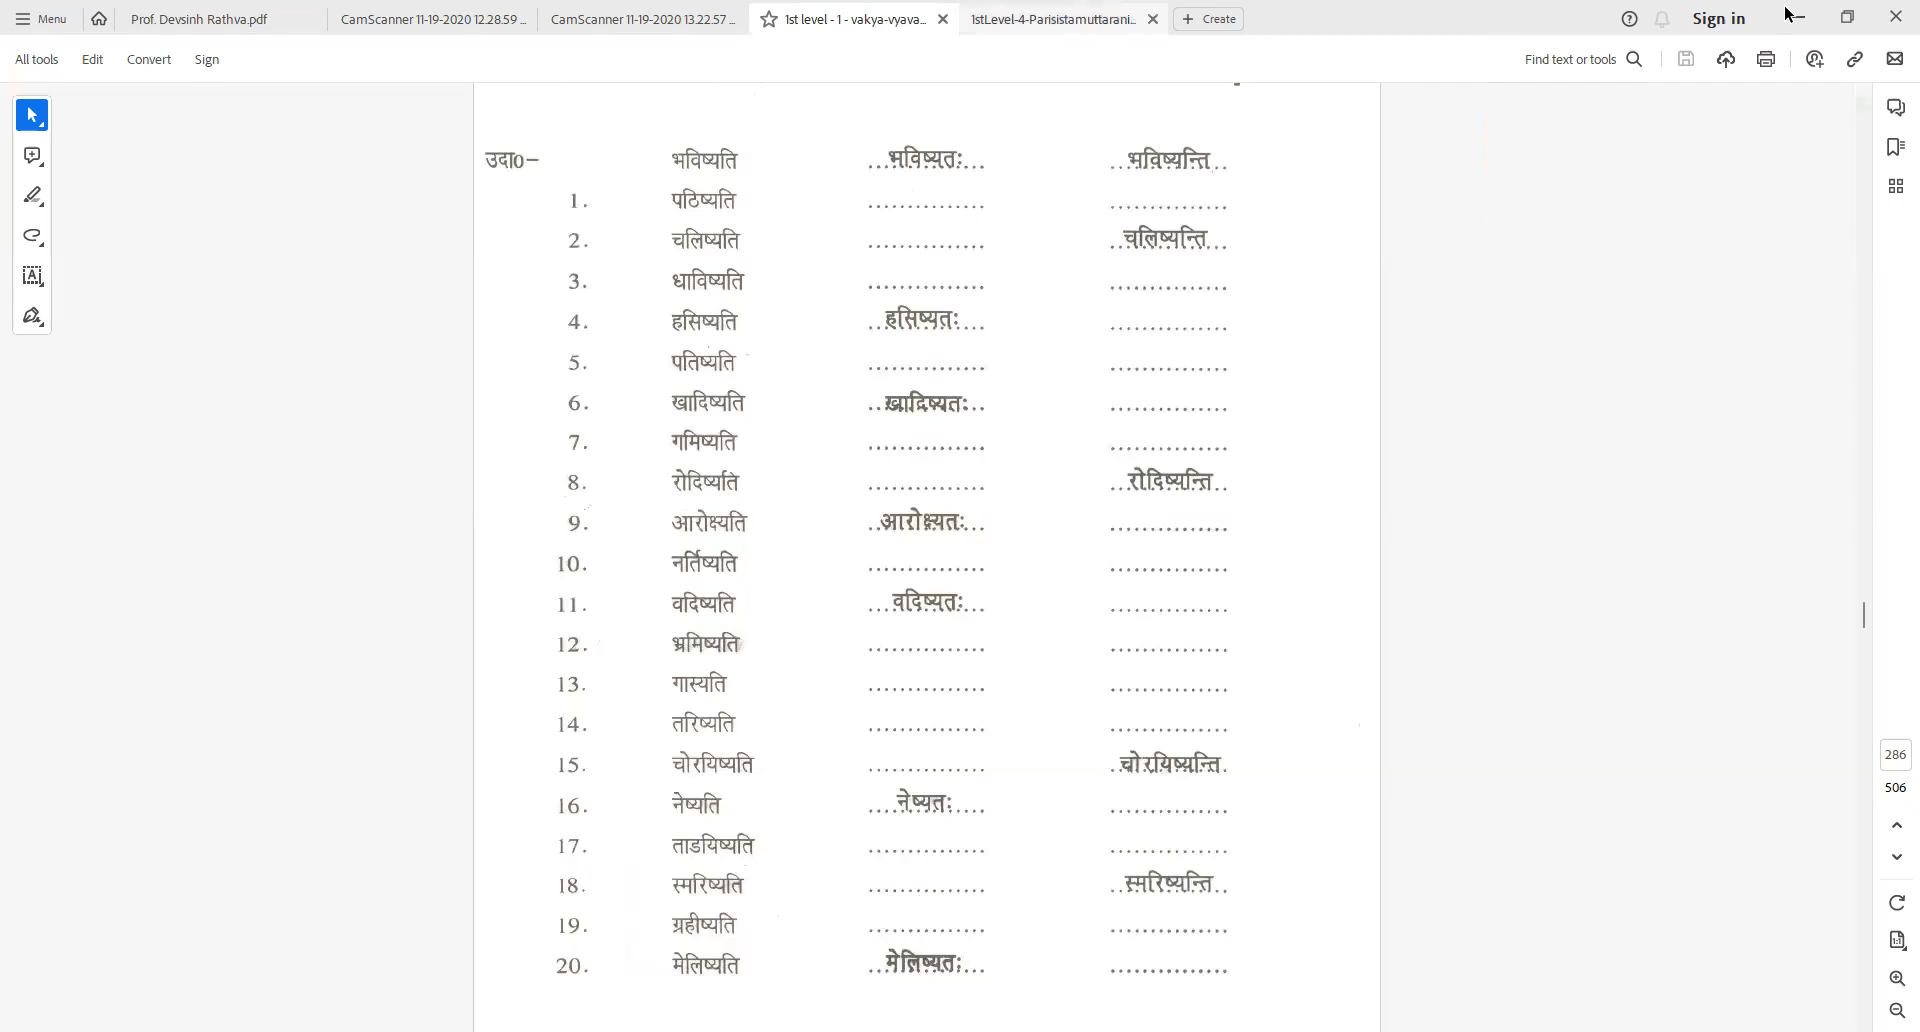 Menu Prof. Devsinh Rathva.pdf CamScanner 11-19-2020 12.28.59 ... CamScanner 11-19-2020 13.22.57 ... 1st level - 1 - vakya-vyava... 1stLevel-4-Parisistamuttarani... Create Sign in
All tools Edit Convert Sign Find text or tools
उदा०– भविष्यति ...भविष्यतः... ...भविष्यन्ति...
1. पठिष्यति ............... ...............
2. चलिष्यति ............... ...चलिष्यन्ति...
3. धाविष्यति ............... ...............
4. हसिष्यति ...हसिष्यतः... ...............
5. पतिष्यति ............... ...............
6. खादिष्यति ...खादिष्यतः... ...............
7. गमिष्यति ............... ...............
8. रोदिष्यति ............... ...रोदिष्यन्ति...
9. आरोक्ष्यति ...आरोक्ष्यतः... ...............
10. नर्तिष्यति ............... ...............
11. वदिष्यति ...वदिष्यतः... ...............
12. भ्रमिष्यति ............... ...............
13. गास्यति ............... ...............
14. तरिष्यति ............... ...............
15. चोरयिष्यति ............... ...चोरयिष्यन्ति...
16. नेष्यति ...नेष्यतः... ...............
17. ताडयिष्यति ............... ...............
18. स्मरिष्यति ............... ...स्मरिष्यन्ति...
19. ग्रहीष्यति ............... ...............
20. मेलिष्यति ...मेलिष्यतः... ...............
286
506